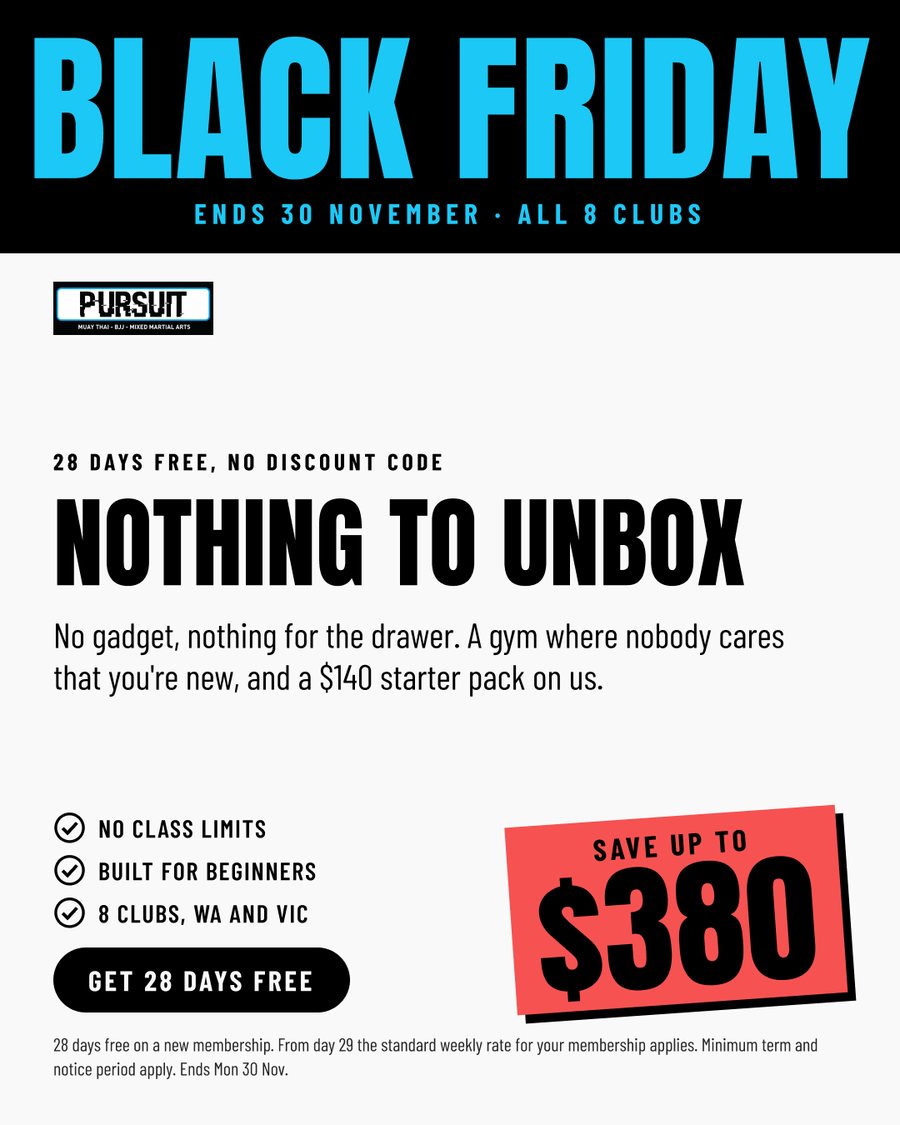 BLACK FRIDAY
ENDS 30 NOVEMBER · ALL 8 CLUBS
PURSUIT
MUAY THAI - BJJ - MIXED MARTIAL ARTS
28 DAYS FREE, NO DISCOUNT CODE
NOTHING TO UNBOX
No gadget, nothing for the drawer. A gym where nobody cares
that you're new, and a $140 starter pack on us.
NO CLASS LIMITS
BUILT FOR BEGINNERS
8 CLUBS, WA AND VIC
GET 28 DAYS FREE
SAVE UP TO
$380
28 days free on a new membership. From day 29 the standard weekly rate for your membership applies. Minimum term and
notice period apply. Ends Mon 30 Nov.